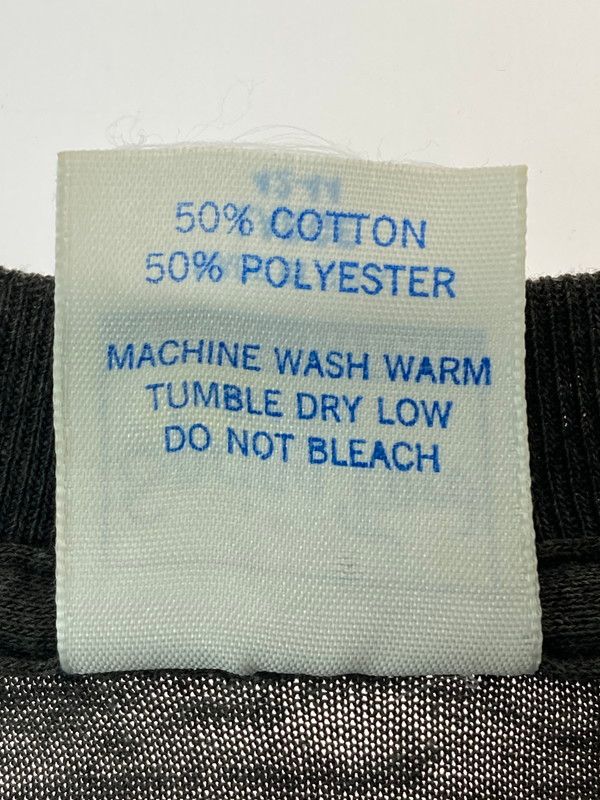 50% COTTON
50% POLYESTER
MACHINE WASH WARM
TUMBLE DRY LOW
DO NOT BLEACH